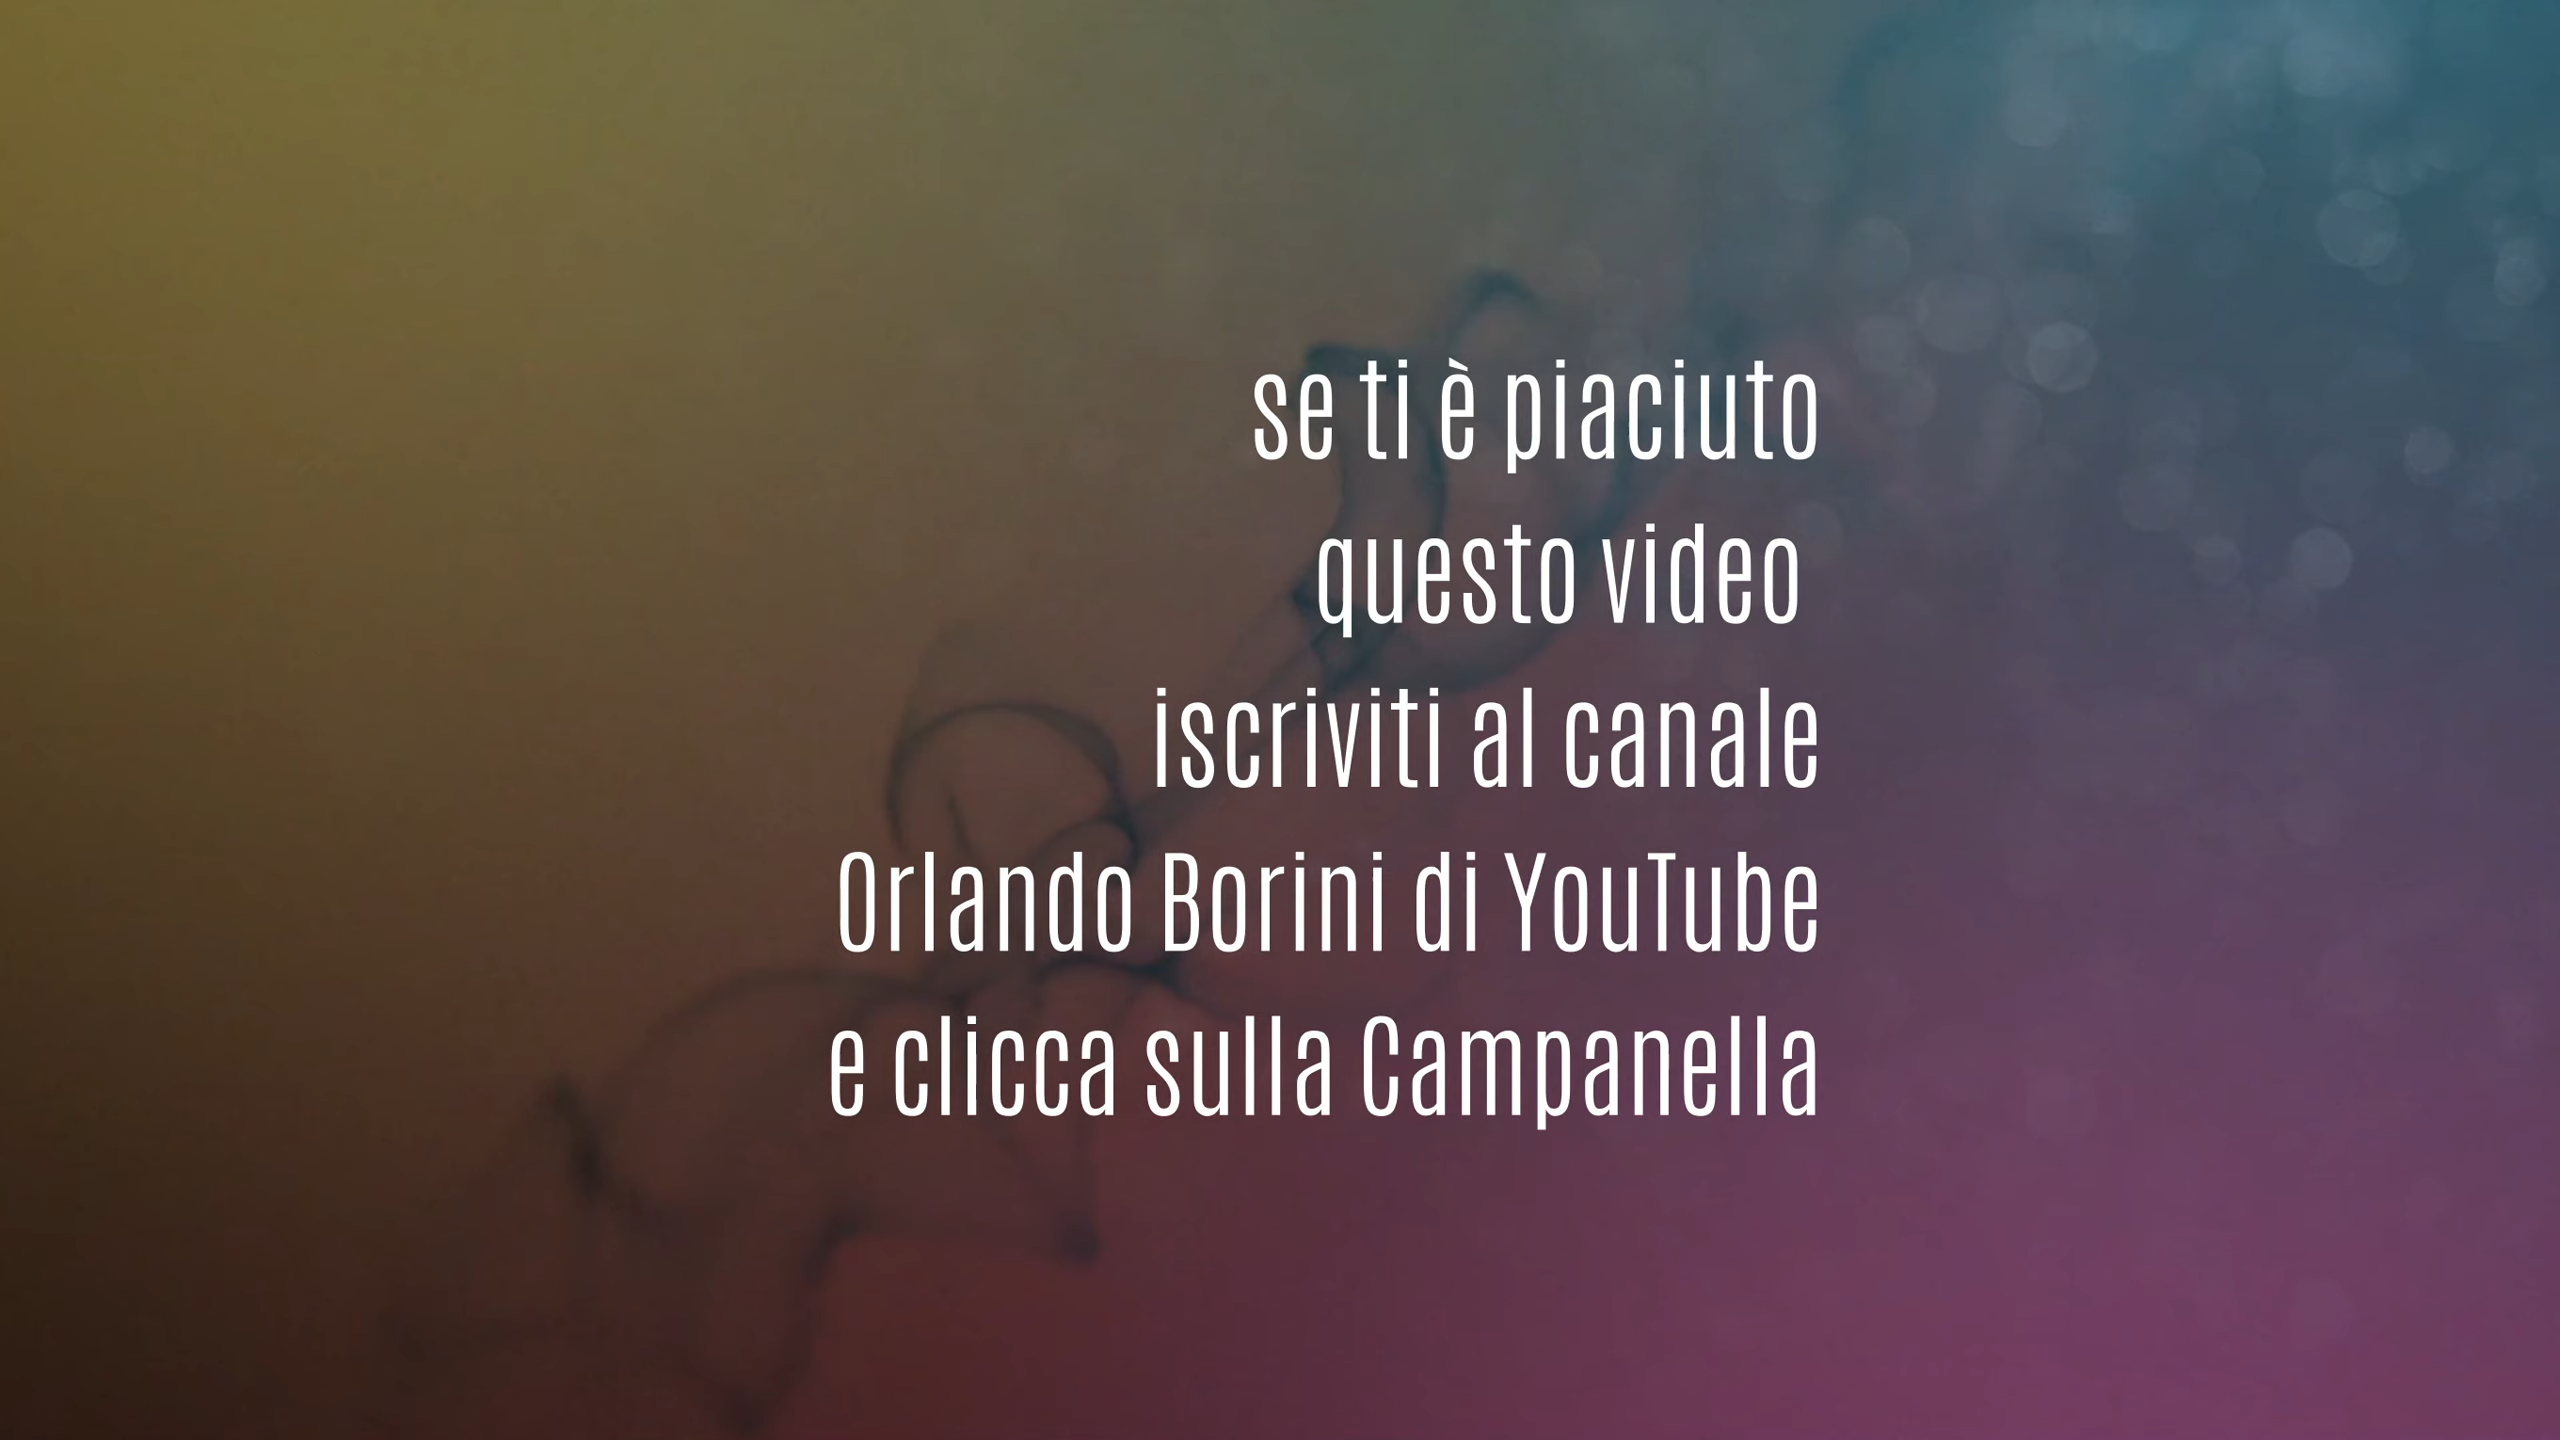 se ti è piaciuto
questo video
iscriviti al canale
Orlando Borini di YouTube
e clicca sulla Campanella